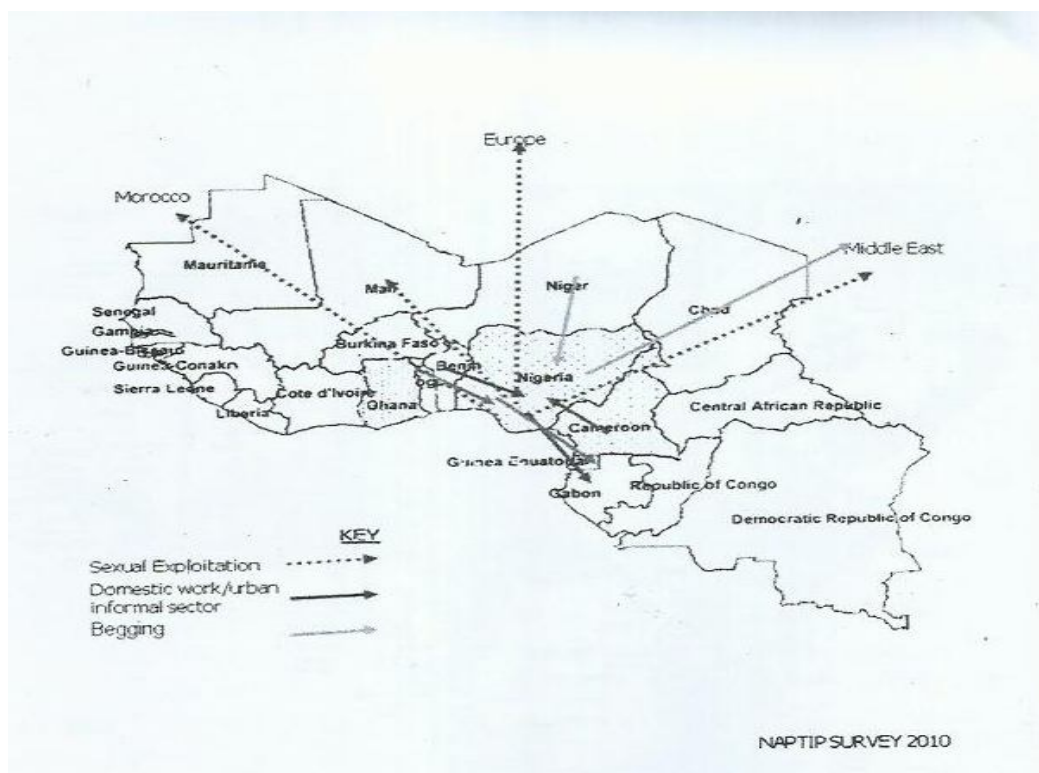 Europe
Morocco
Middle East
Mauritanie
Mali
Niger
Chad
Senegal
Gambia
Burkina Faso
Guinea-Bissau
Benin
Nigeria
Guinea-Conakri
Sierra Leone
Cote d'Ivoire
Ghana
Liberia
Central African Republic
Cameroon
Guinea
Gabon
Republic of Congo
Democratic Republic of Congo
KEY
Sexual Exploitation
Domestic work/urban
informal sector
Begging
NAPTIP SURVEY 2010